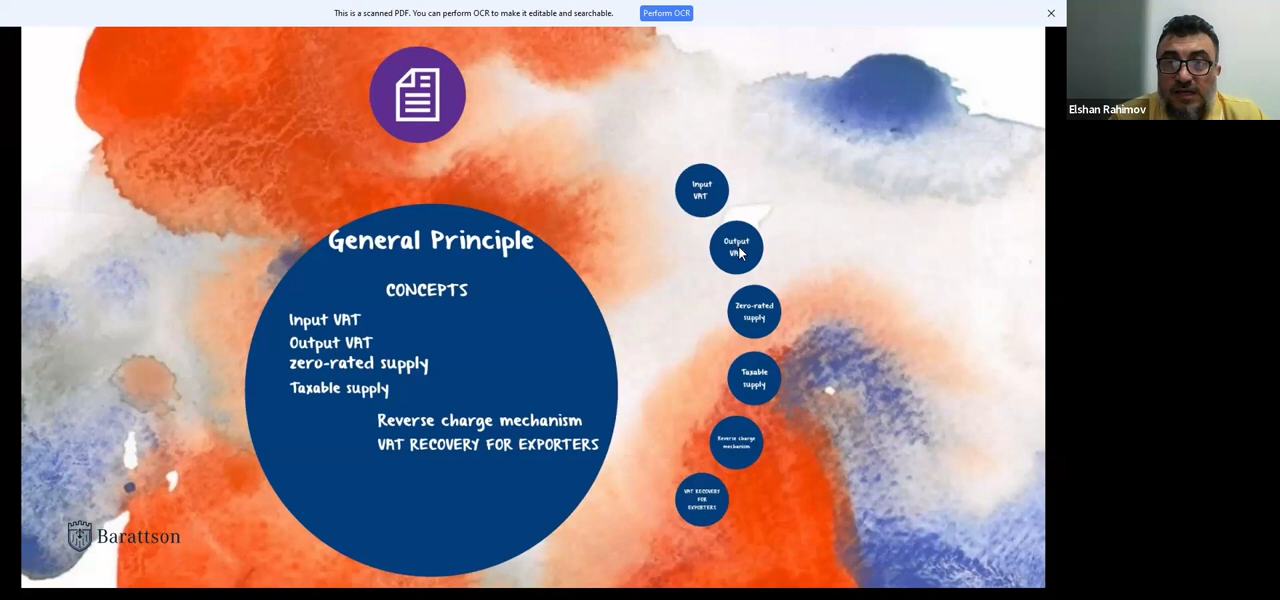 This is a scanned PDF. You can perform OCR to make it editable and searchable.
Perform OCR
Elshan Rahimov
General Principle
CONCEPTS
Input VAT
Output VAT
zero-rated supply
Taxable supply
Reverse charge mechanism
VAT RECOVERY FOR EXPORTERS
Input
VAT
Output
VAT
Zero-rated
supply
Taxable
supply
Reverse charge
mechanism
VAT RECOVERY
FOR
EXPORTERS
Barattson